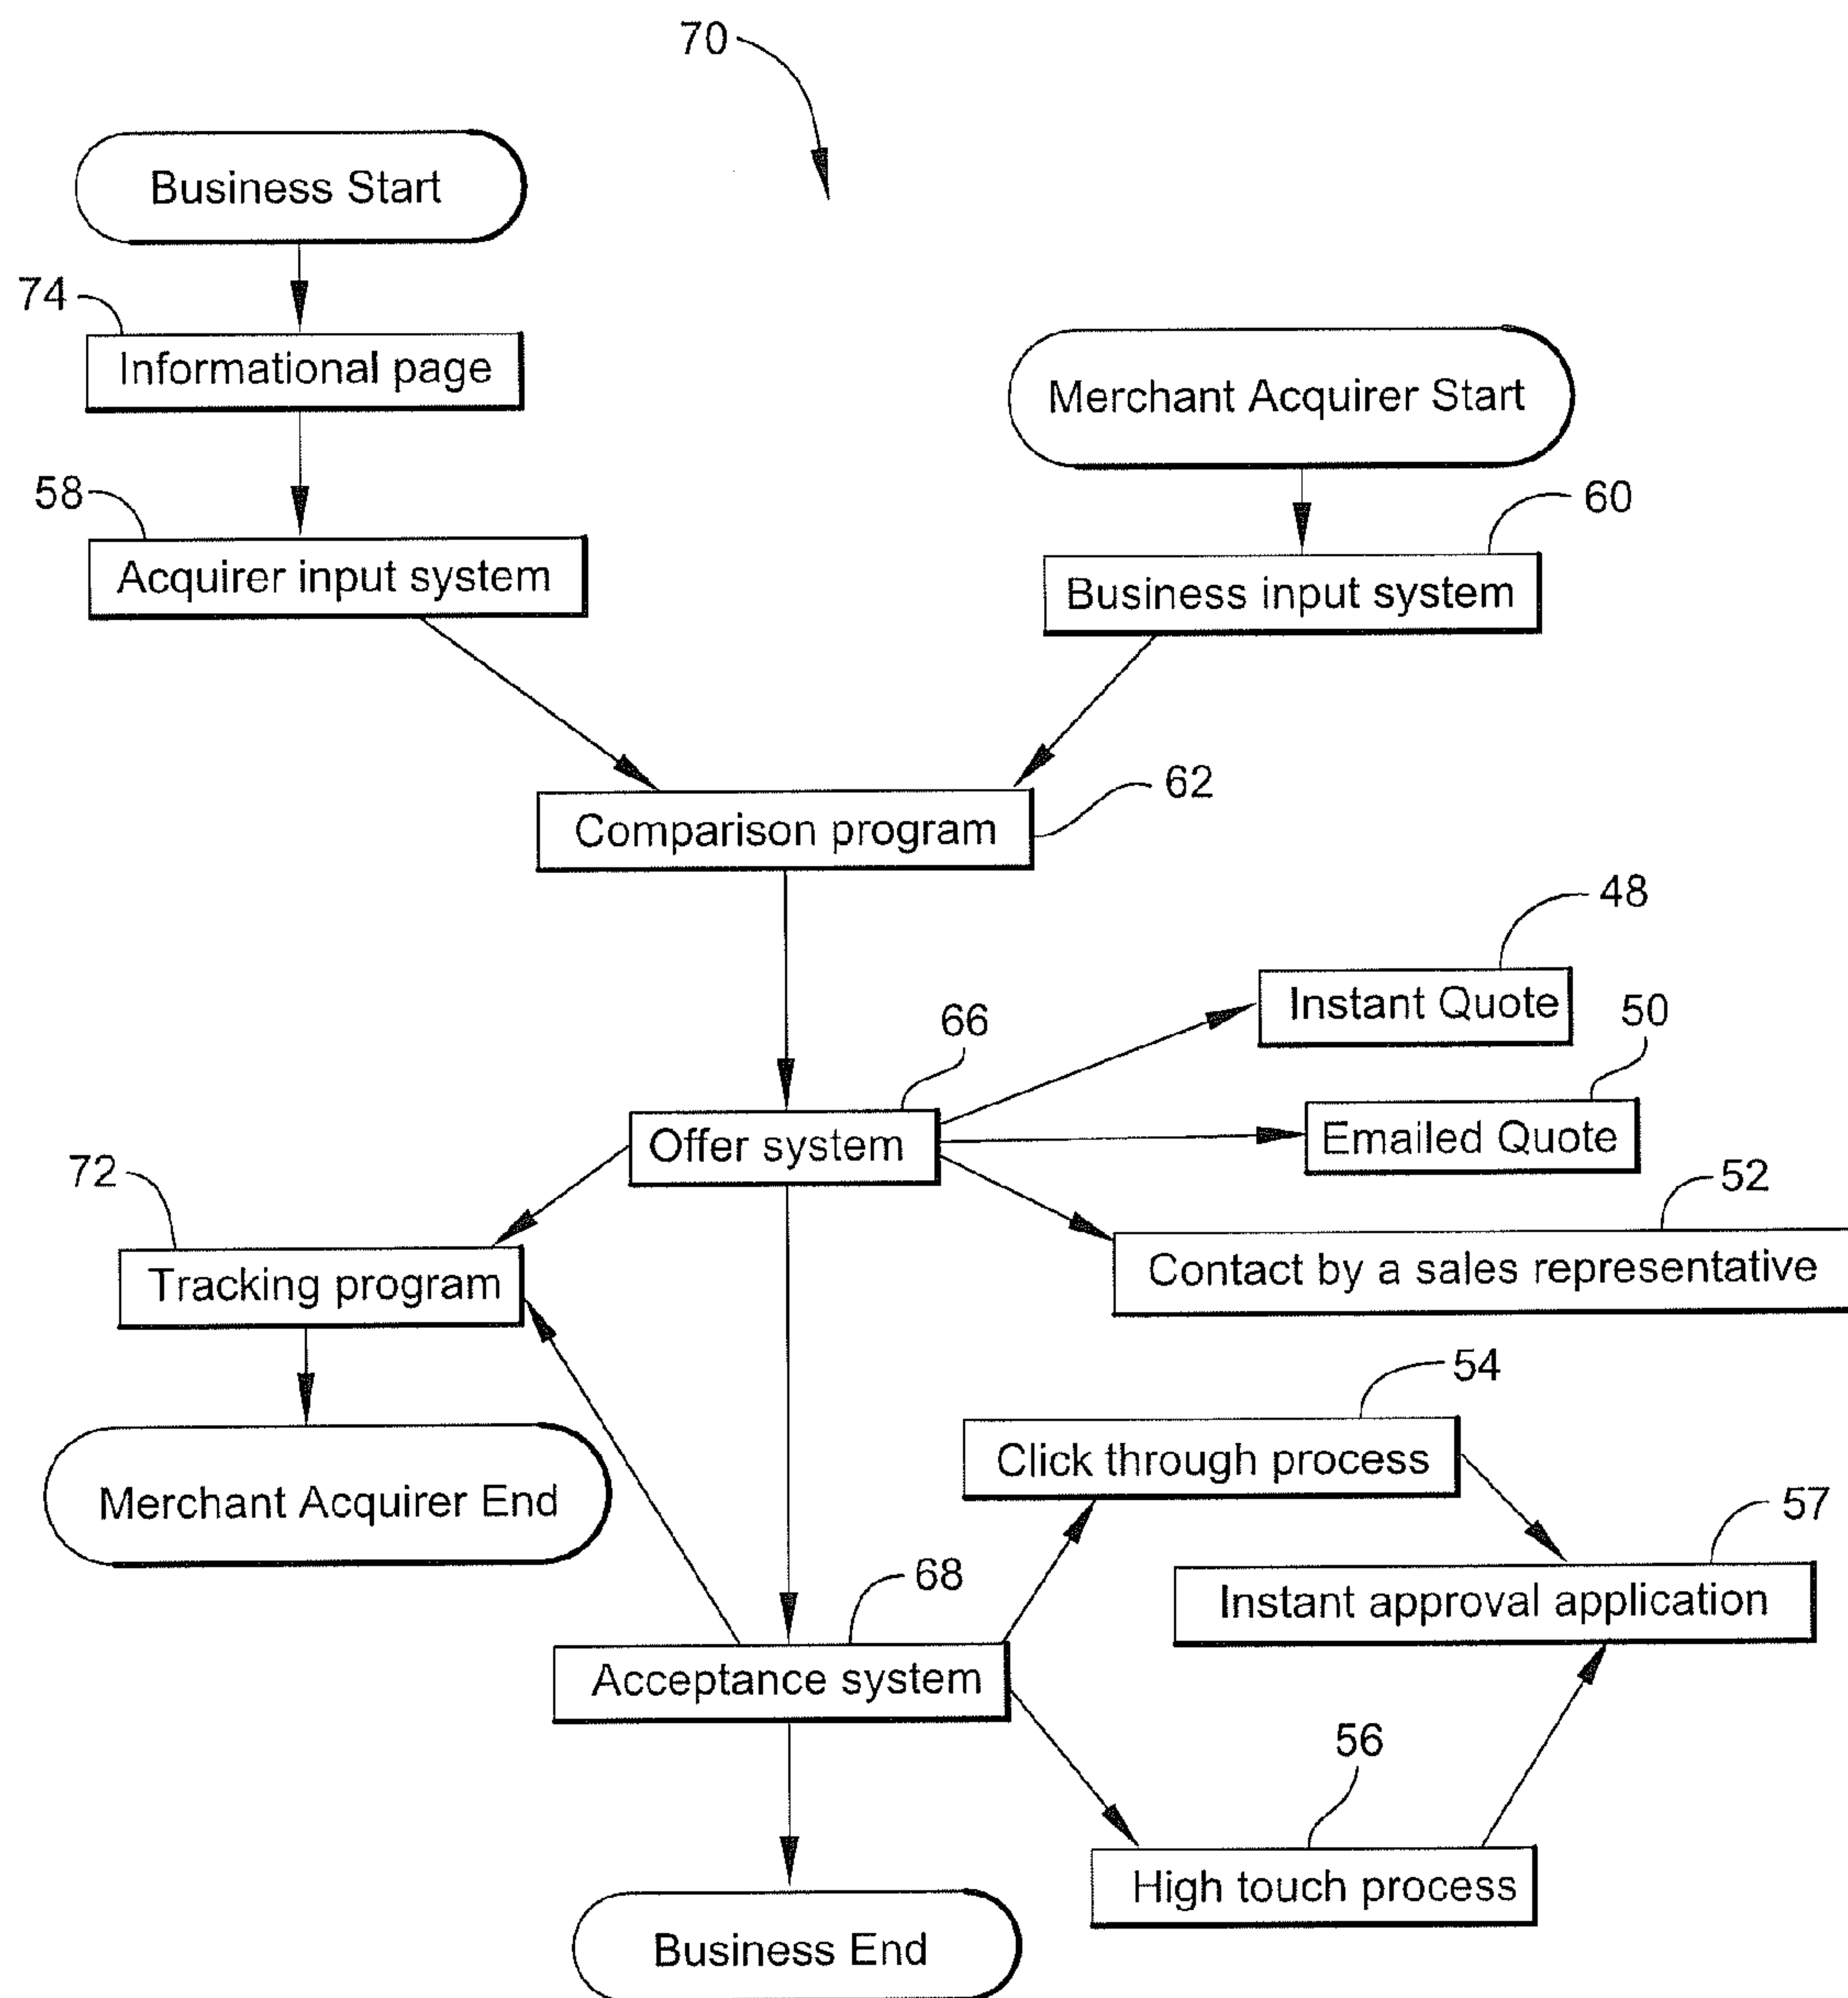 70
Business Start
74
Informational page
Merchant Acquirer Start
58
60
Acquirer input system
Business input system
62
Comparison program
48
Instant Quote
50
66
Emailed Quote
Offer system
52
72
Contact by a sales representative
Tracking program
54
Click through process
Merchant Acquirer End
57
68
Instant approval application
Acceptance system
56
High touch process
Business End